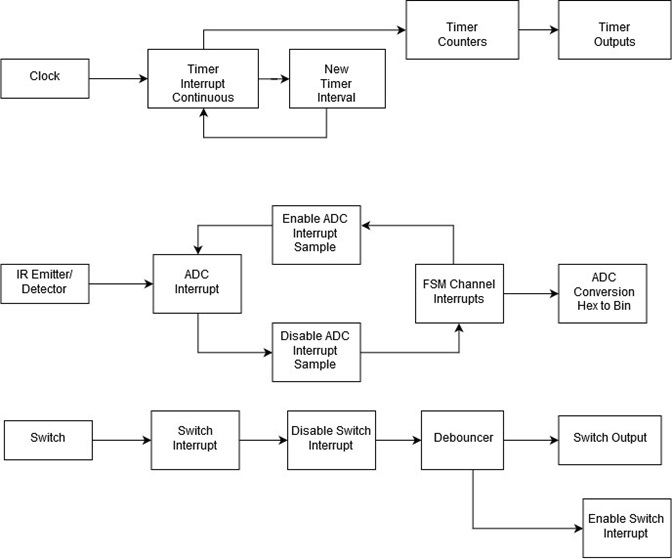 Timer
Counters
Timer
Outputs
Clock
Timer
Interrupt
Continuous
New
Timer
Interval
Enable ADC
Interrupt
Sample
IR Emitter/
Detector
ADC
Interrupt
FSM Channel
Interrupts
ADC
Conversion
Hex to Bin
Disable ADC
Interrupt
Sample
Switch
Switch
Interrupt
Disable Switch
Interrupt
Debouncer
Switch Output
Enable Switch
Interrupt